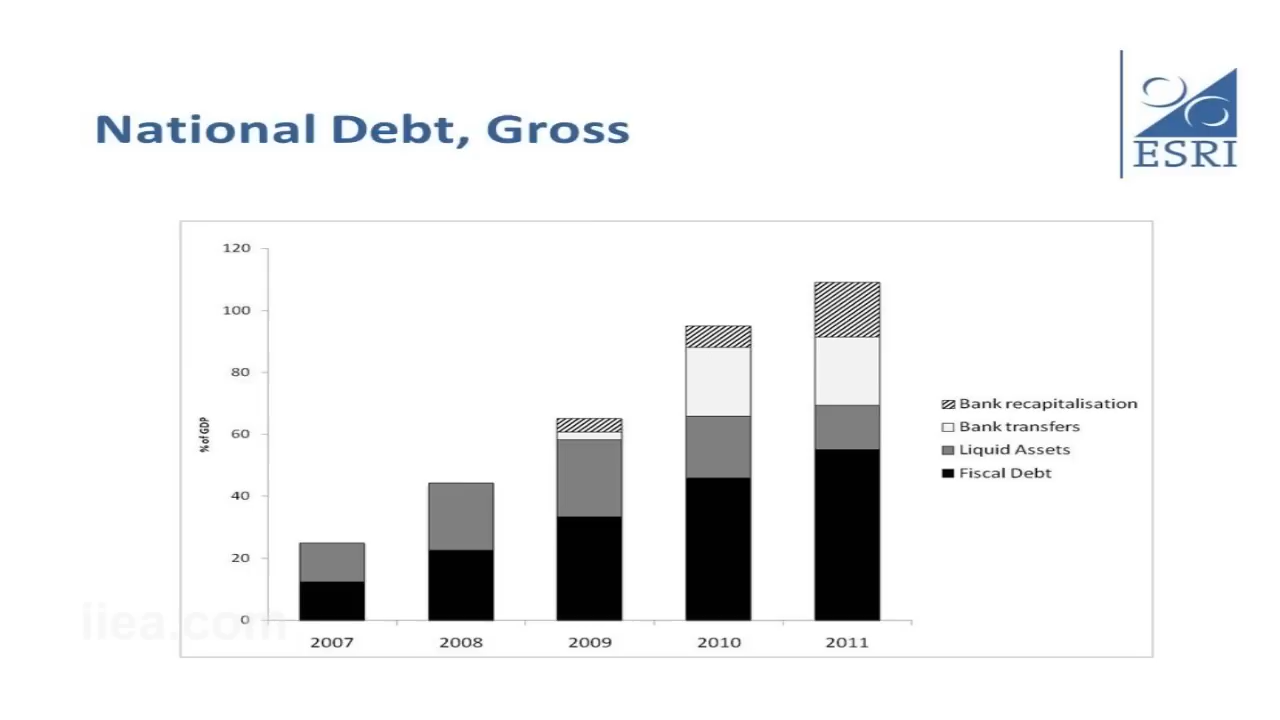 National Debt, Gross
ESRI
120
100
80
60
40
20
0
% of GDP
2007 2008 2009 2010 2011
Bank recapitalisation
Bank transfers
Liquid Assets
Fiscal Debt
iiea.com